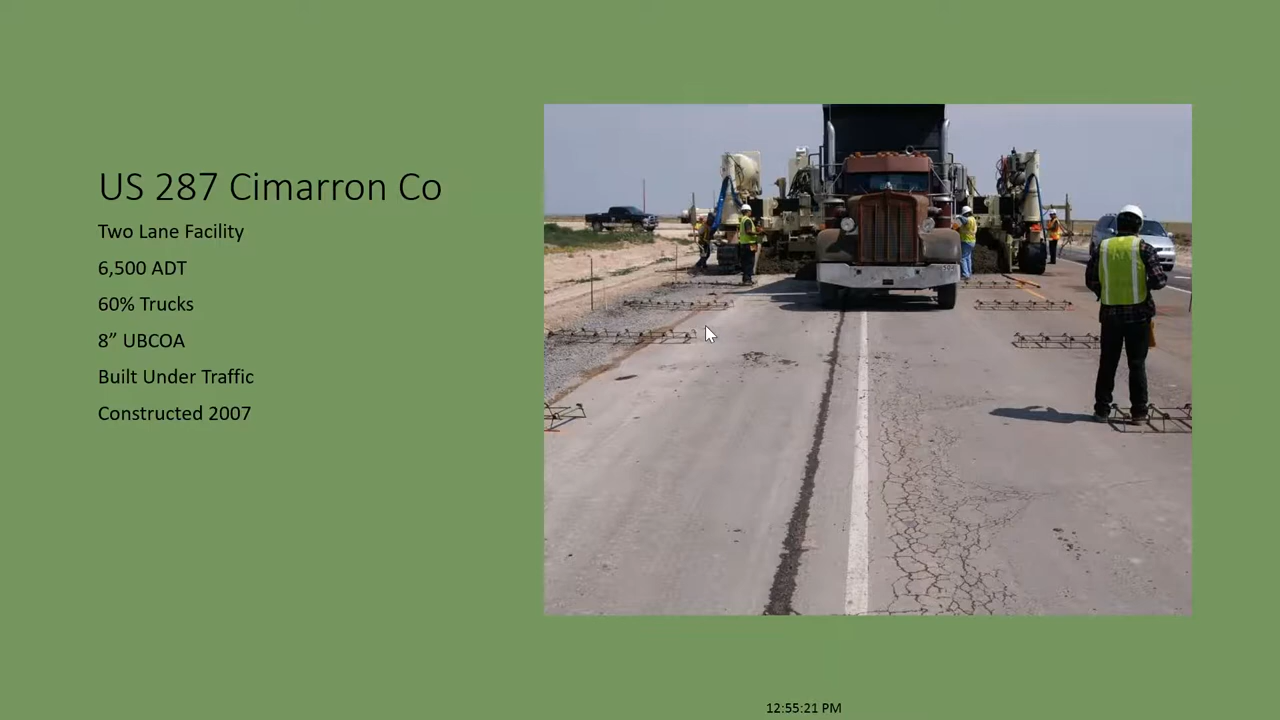 US 287 Cimarron Co
Two Lane Facility
6,500 ADT
60% Trucks
8” UBCOA
Built Under Traffic
Constructed 2007
12:55:21 PM